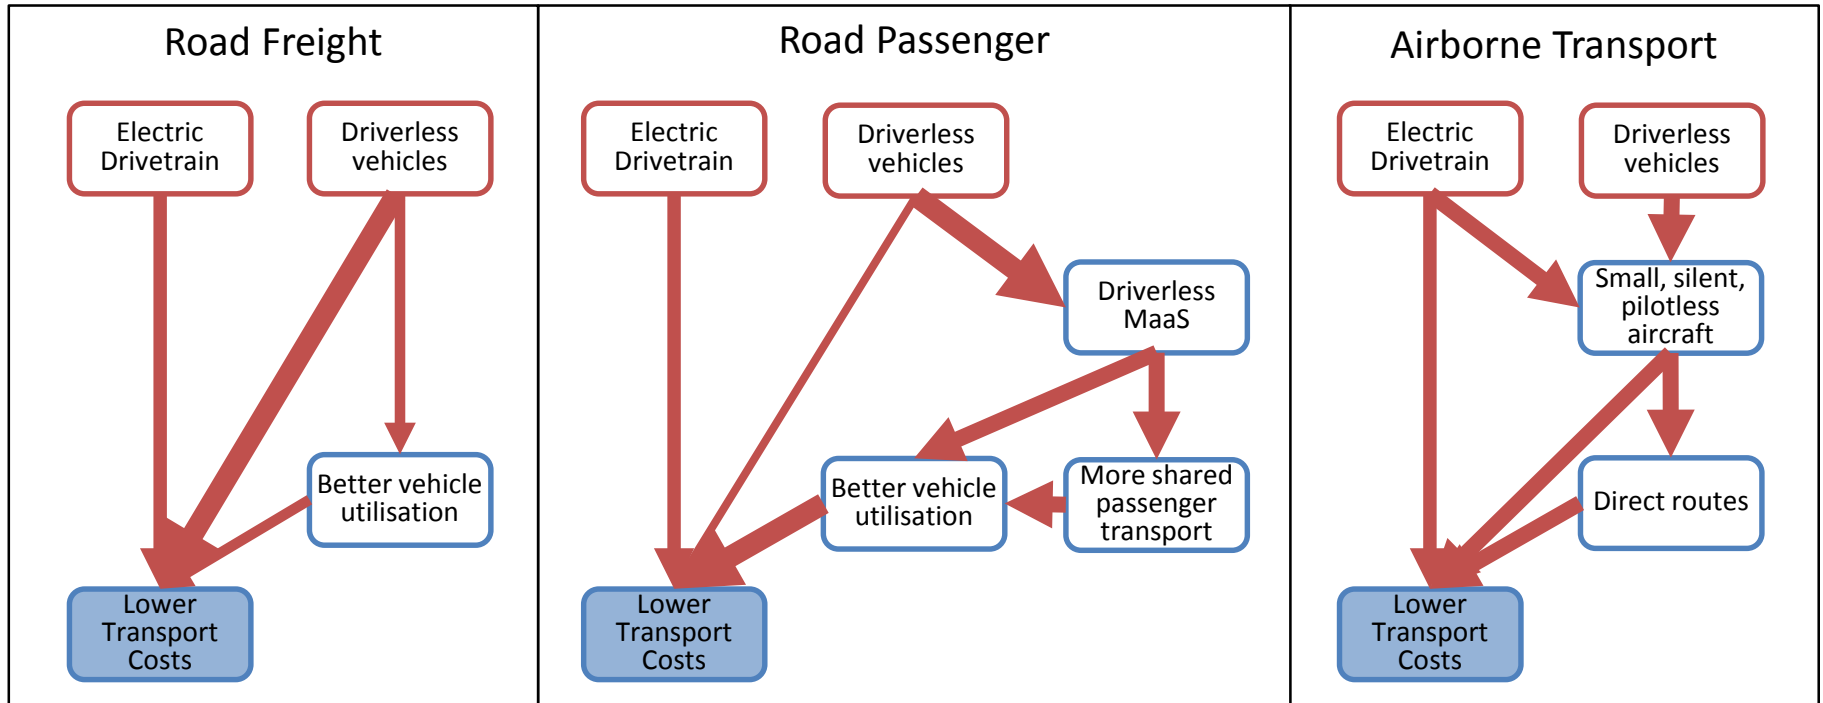 Road Freight
Electric
Drivetrain
Driverless
vehicles
Better vehicle
utilisation
Lower
Transport
Costs
Road Passenger
Electric
Drivetrain
Driverless
vehicles
Driverless
MaaS
Better vehicle
utilisation
More shared
passenger
transport
Lower
Transport
Costs
Airborne Transport
Electric
Drivetrain
Driverless
vehicles
Small, silent,
pilotless
aircraft
Direct routes
Lower
Transport
Costs